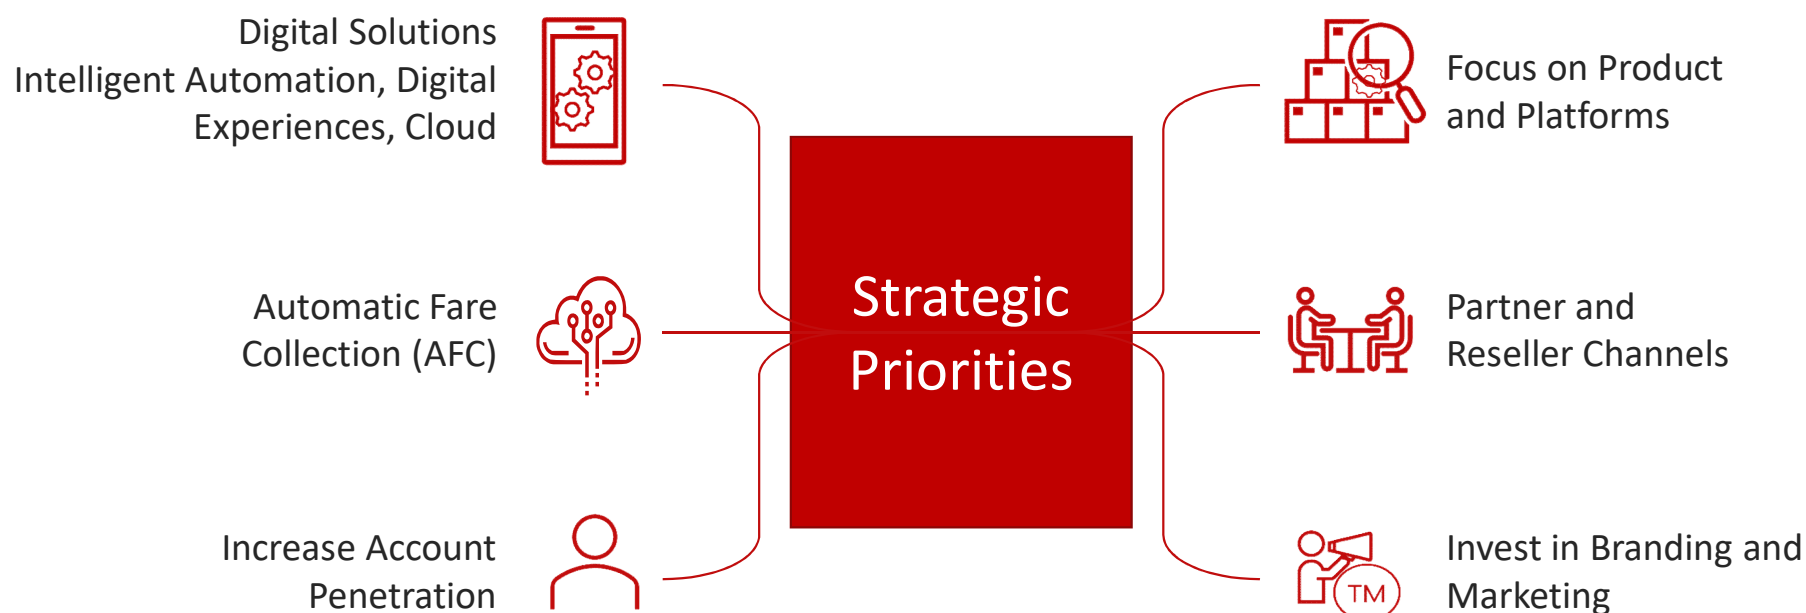 Digital Solutions
Intelligent Automation, Digital
Experiences, Cloud
Automatic Fare
Collection (AFC)
Increase Account
Penetration
Strategic
Priorities
Focus on Product
and Platforms
Partner and
Reseller Channels
TM
Invest in Branding and
Marketing